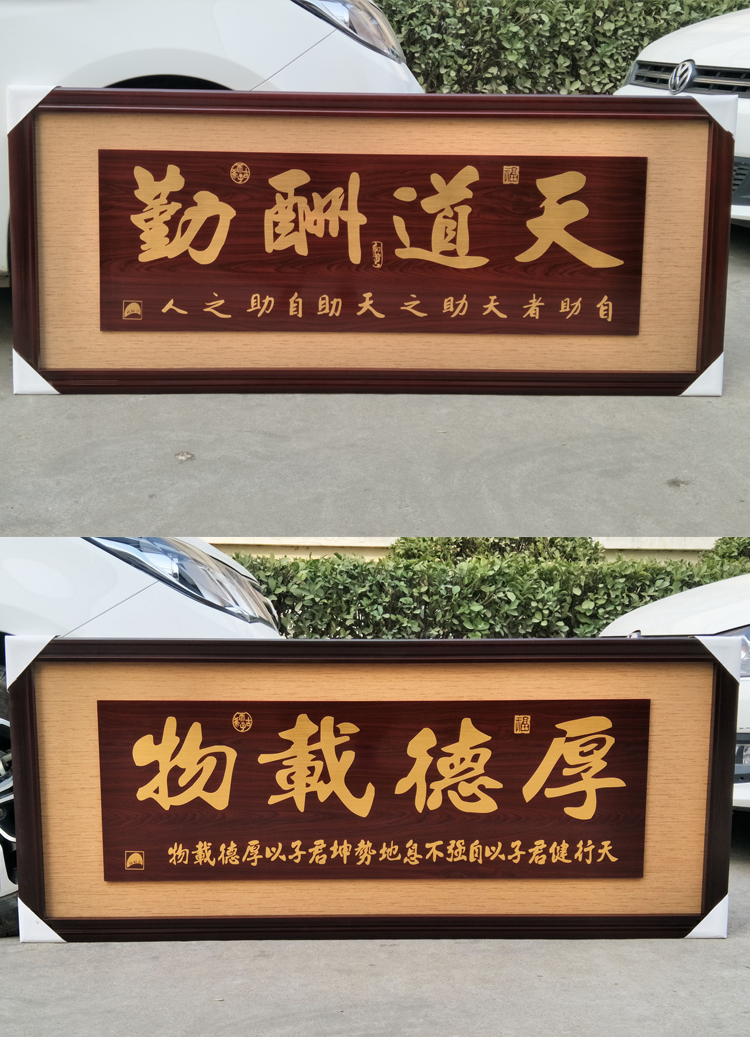 天道酬勤
自助者天助之天助自助之人
厚德載物
天行健君子以自强不息地勢坤君子以厚德載物